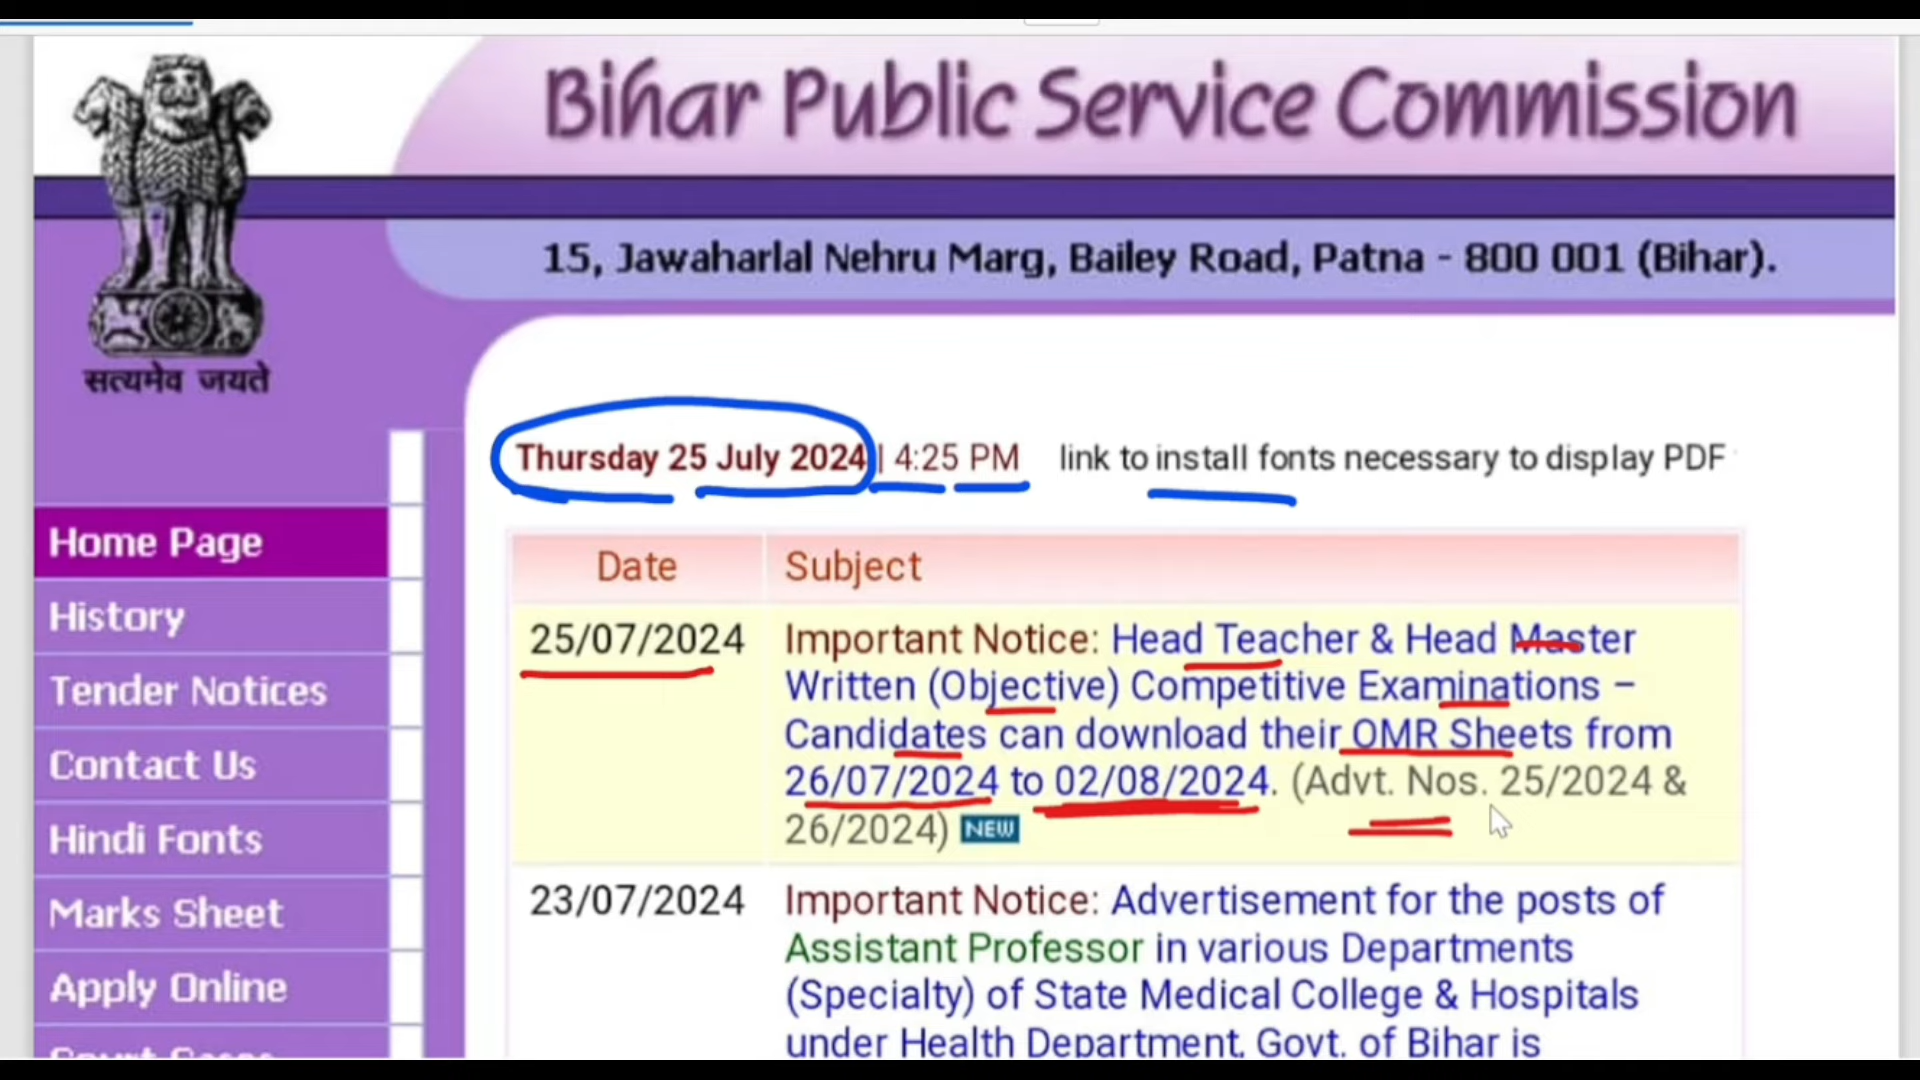 Bihar Public Service Commission
15, Jawaharlal Nehru Marg, Bailey Road, Patna - 800 001 (Bihar).
सत्यमेव जयते
Thursday 25 July 2024 | 4:25 PM link to install fonts necessary to display PDF
Home Page
History
Tender Notices
Contact Us
Hindi Fonts
Marks Sheet
Apply Online
Court Cases
Date Subject
25/07/2024 Important Notice: Head Teacher & Head Master
Written (Objective) Competitive Examinations –
Candidates can download their OMR Sheets from
26/07/2024 to 02/08/2024. (Advt. Nos. 25/2024 &
26/2024) NEW
23/07/2024 Important Notice: Advertisement for the posts of
Assistant Professor in various Departments
(Specialty) of State Medical College & Hospitals
under Health Department, Govt. of Bihar is